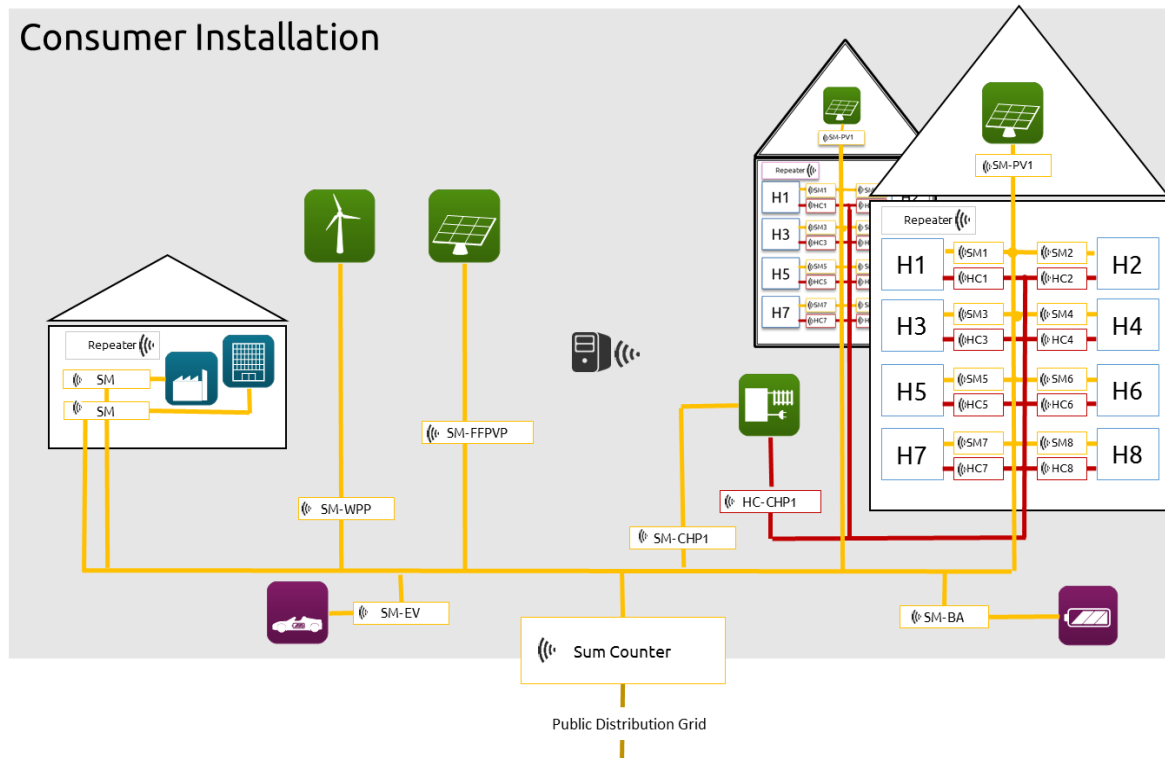 Consumer Installation
SM-PV1
Repeater
H1
SM1
HC1
H3
SM3
HC3
H5
SM5
HC5
H7
SM7
HC7
SM-PV1
Repeater
H1
SM1
SM2
H2
HC1
HC2
H3
SM3
SM4
H4
HC3
HC4
H5
SM5
SM6
H6
HC5
HC6
H7
SM7
SM8
H8
HC7
HC8
Repeater
SM
SM
SM-FFPVP
SM-WPP
HC-CHP1
SM-CHP1
SM-EV
SM-BA
Sum Counter
Public Distribution Grid